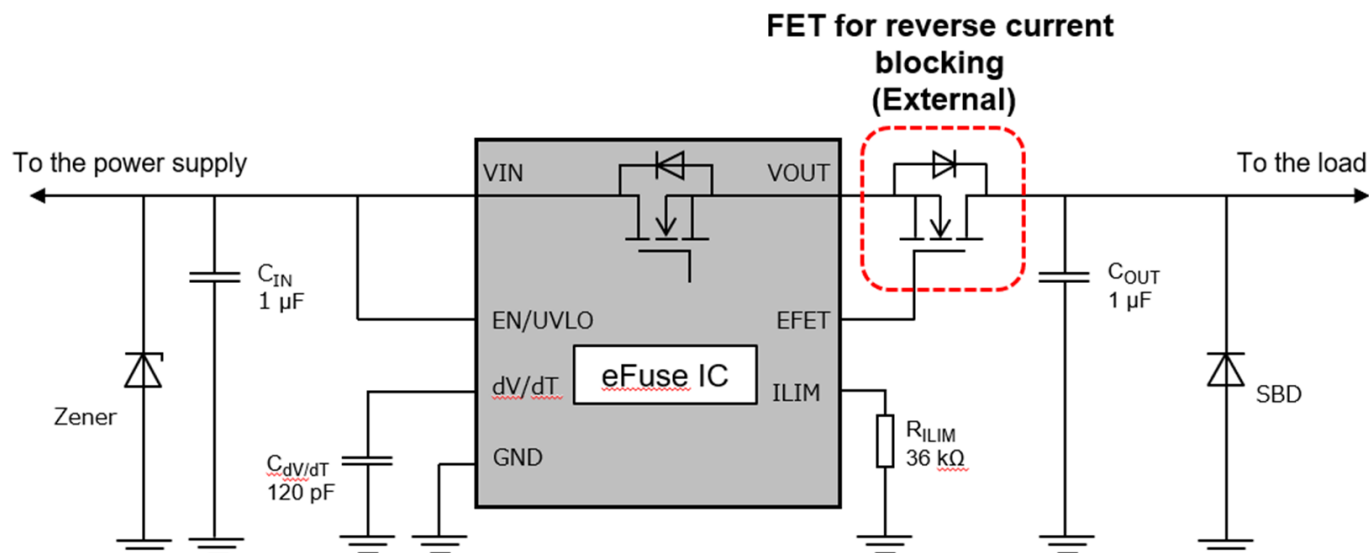 FET for reverse current
blocking
(External)
To the power supply
To the load
VIN
VOUT
CIN
1 µF
COUT
1 µF
EN/UVLO
EFET
eFuse IC
dV/dT
ILIM
Zener
SBD
RILIM
36 kΩ
GND
CdV/dT
120 pF